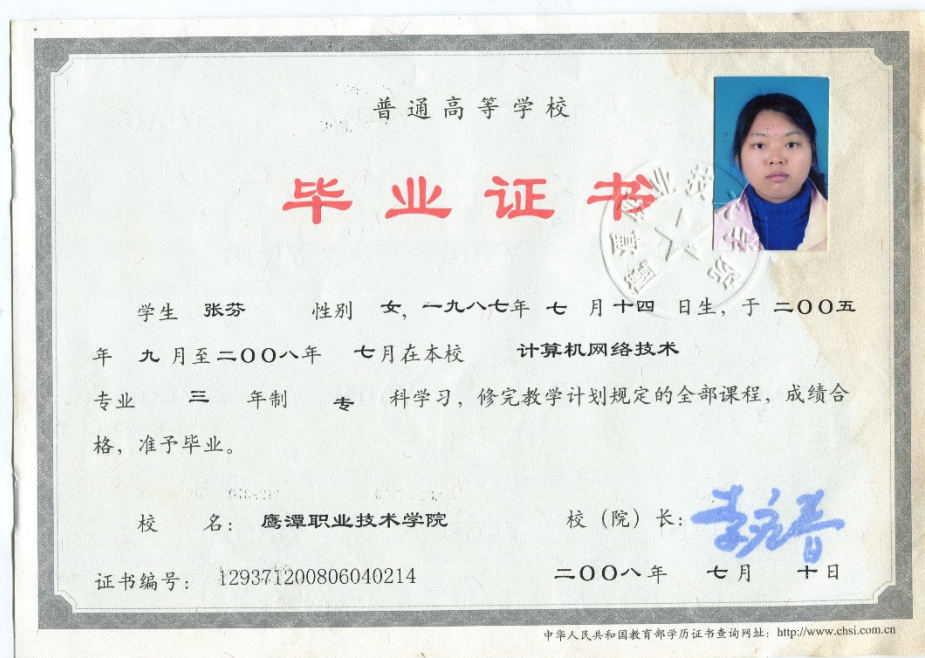 普通高等学校
毕业证书
学生 张芬 性别 女，一九八七年 七 月十四 日生，于 二〇〇五
年 九 月至二〇〇八年 七月在本校 计算机网络技术
专业 三 年制 专 科学习，修完教学计划规定的全部课程，成绩合
格，准予毕业。
校 名： 鹰潭职业技术学院
校（院）长：
证书编号： 129371200806040214
二〇〇八年 七月 十日
中华人民共和国教育部学历证书查询网址：http://www.chsi.com.cn